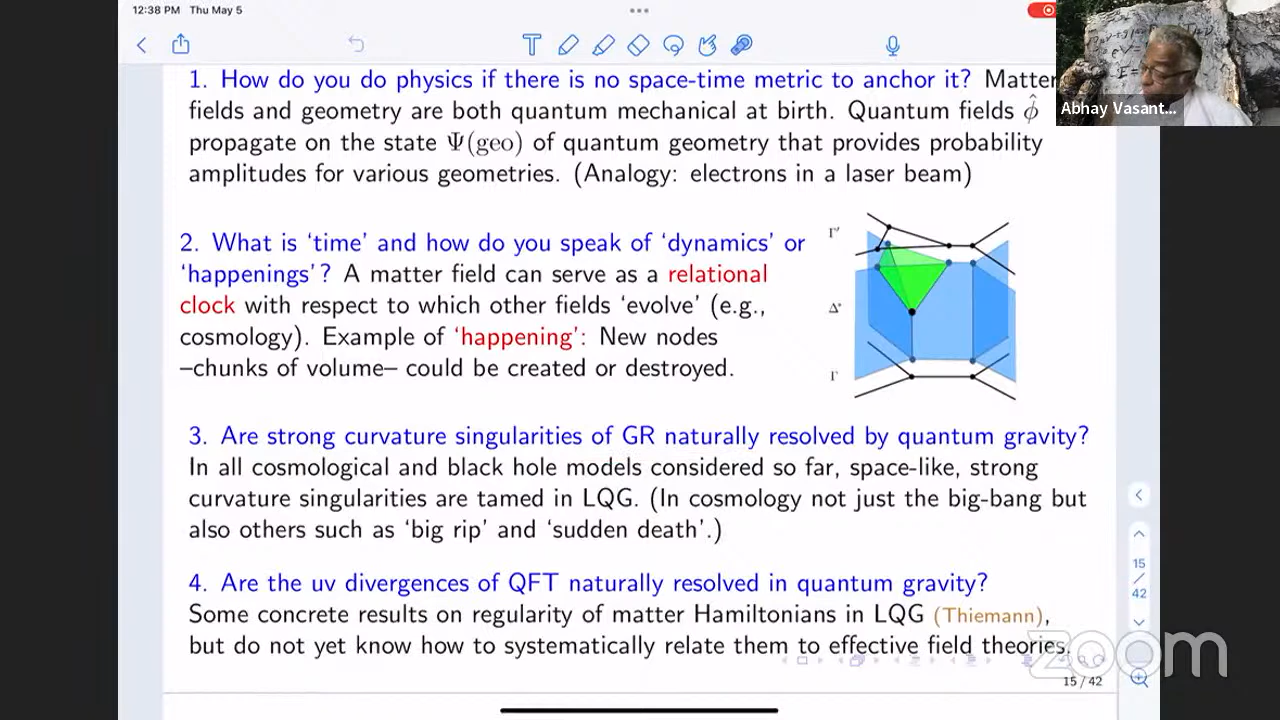 12:38 PM Thu May 5
Abhay Vasant...
1. How do you do physics if there is no space-time metric to anchor it? Matter
fields and geometry are both quantum mechanical at birth. Quantum fields ϕ̂
propagate on the state Ψ(geo) of quantum geometry that provides probability
amplitudes for various geometries. (Analogy: electrons in a laser beam)
2. What is ‘time’ and how do you speak of ‘dynamics’ or
‘happenings’? A matter field can serve as a relational
clock with respect to which other fields ‘evolve’ (e.g.,
cosmology). Example of ‘happening’: New nodes
–chunks of volume– could be created or destroyed.
Γ'
Δ*
Γ
3. Are strong curvature singularities of GR naturally resolved by quantum gravity?
In all cosmological and black hole models considered so far, space-like, strong
curvature singularities are tamed in LQG. (In cosmology not just the big-bang but
also others such as ‘big rip’ and ‘sudden death’.)
4. Are the uv divergences of QFT naturally resolved in quantum gravity?
Some concrete results on regularity of matter Hamiltonians in LQG (Thiemann),
but do not yet know how to systematically relate them to effective field theories.
15
/
42
15 / 42
zoom